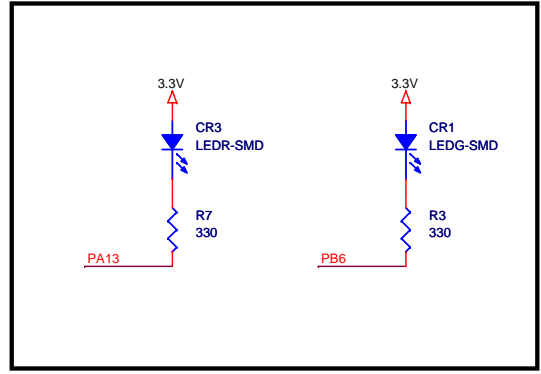 3.3V
CR3
LEDR-SMD
R7
330
PA13
3.3V
CR1
LEDG-SMD
R3
330
PB6